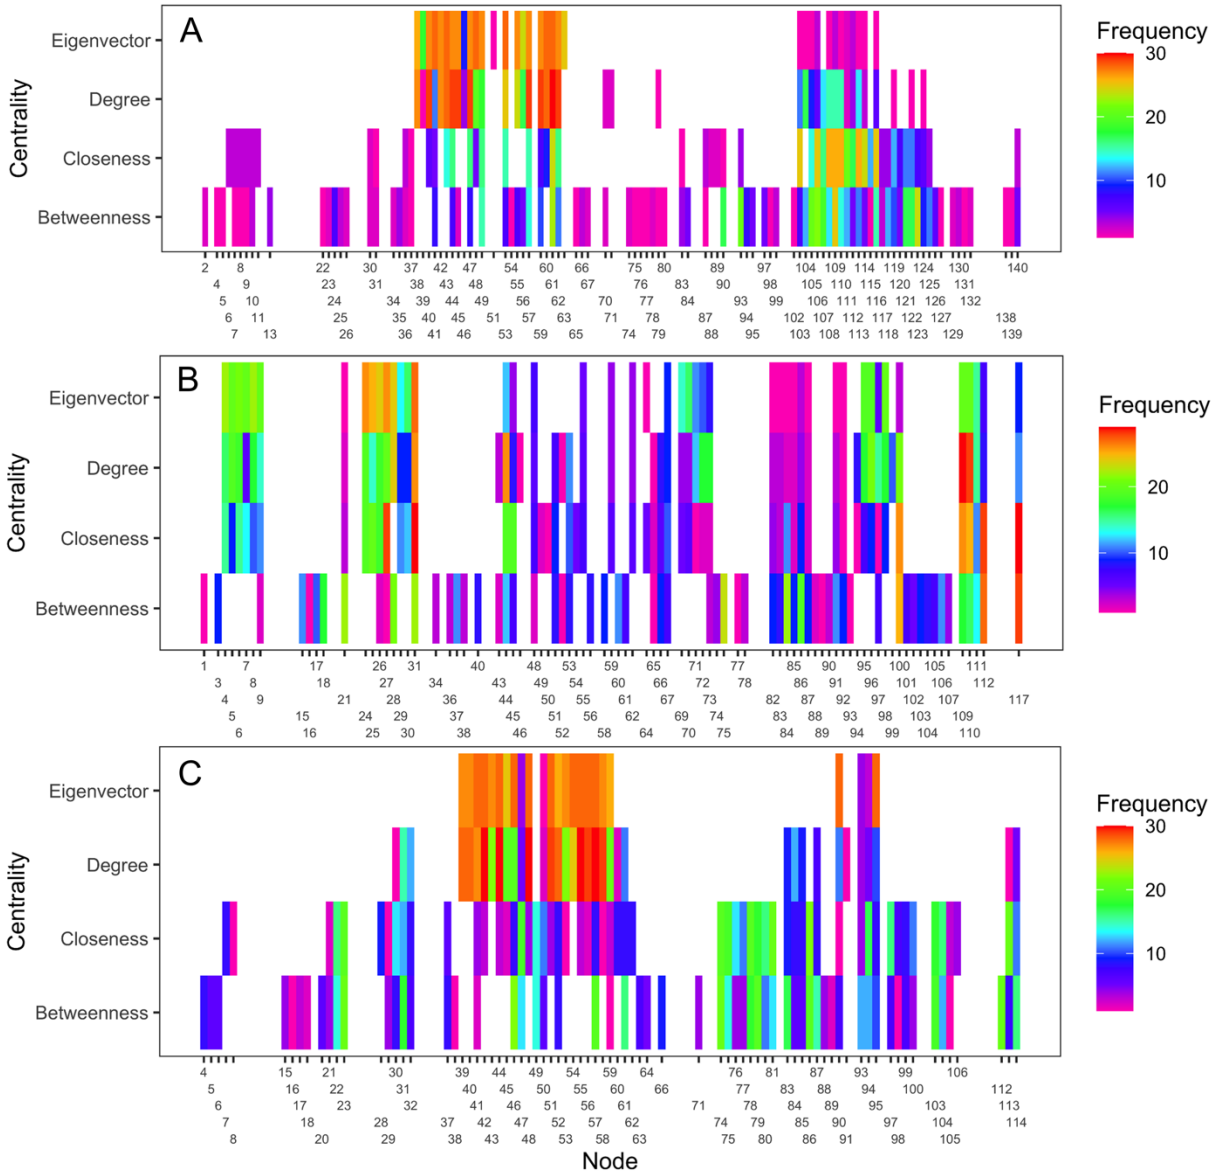 A
Eigenvector
Degree
Closeness
Betweenness
Centrality
Frequency
30
20
10
2 8 22 30 37 42 47 54 60 66 75 80 83 89 97 104 109 114 119 124 130 140
4 9 23 31 38 43 48 55 61 67 76 84 90 98 105 110 115 120 125 131
5 10 24 34 39 44 49 56 62 70 77 84 93 99 106 111 116 121 126 132
6 11 25 35 40 45 51 57 63 71 78 87 94 102 107 112 117 122 127 138
7 13 26 36 41 46 53 59 65 74 79 88 95 103 108 113 118 123 129 139
B
Eigenvector
Degree
Closeness
Betweenness
Centrality
Frequency
20
10
1 7 17 26 31 40 48 53 59 65 71 77 85 90 95 100 106 111
3 8 18 27 34 43 49 54 60 66 72 78 86 91 96 101 106 112
4 9 21 28 36 44 50 55 61 67 73 82 87 92 97 102 107 117
5 15 24 29 37 45 51 56 62 69 74 83 88 93 98 103 109
6 16 25 30 38 46 52 58 64 70 75 84 89 94 99 104 110
C
Eigenvector
Degree
Closeness
Betweenness
Centrality
Frequency
30
20
10
4 15 21 30 39 44 49 54 59 64 76 81 87 93 99 106
5 16 22 31 40 45 50 55 60 66 77 83 88 94 100 112
6 17 23 32 41 46 51 56 61 71 78 84 89 95 103 113
7 18 28 37 42 47 52 57 62 74 79 85 90 97 104 114
8 20 29 38 43 48 53 58 63 75 80 86 91 98 105
Node